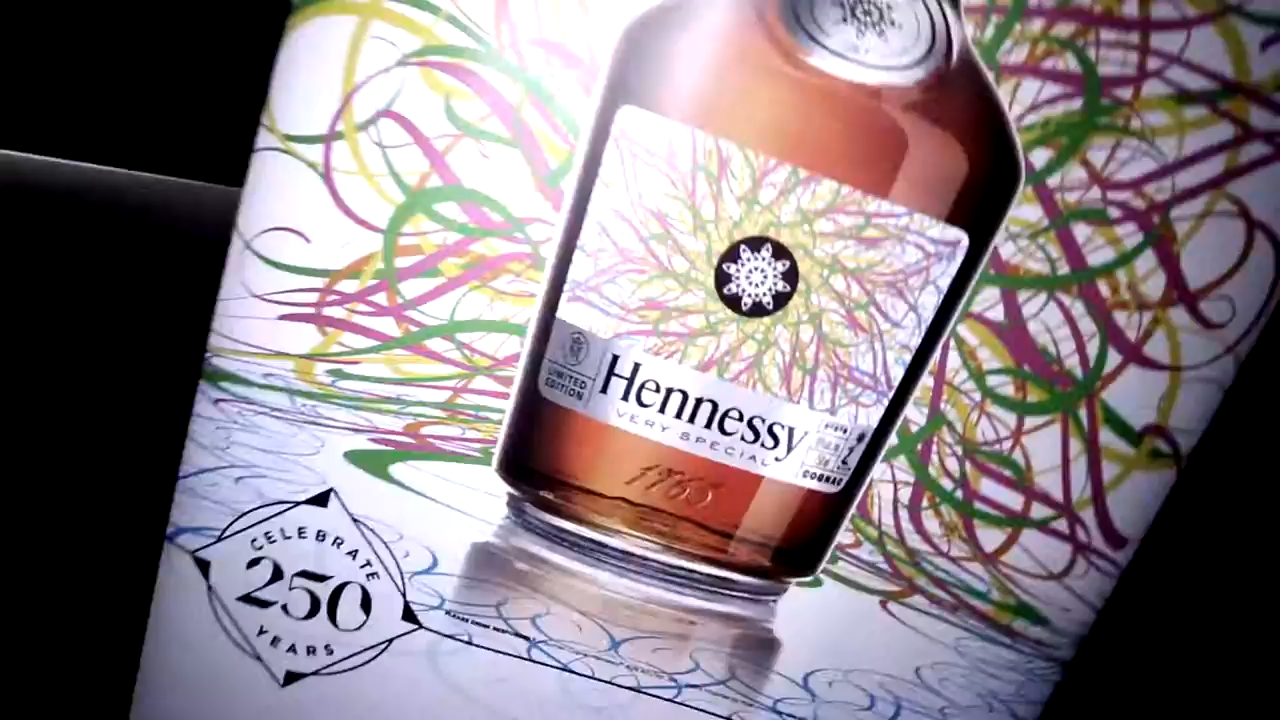 LIMITED
EDITION
Hennessy
VERY SPECIAL
COGNAC
1765
CELEBRATE
250
YEARS